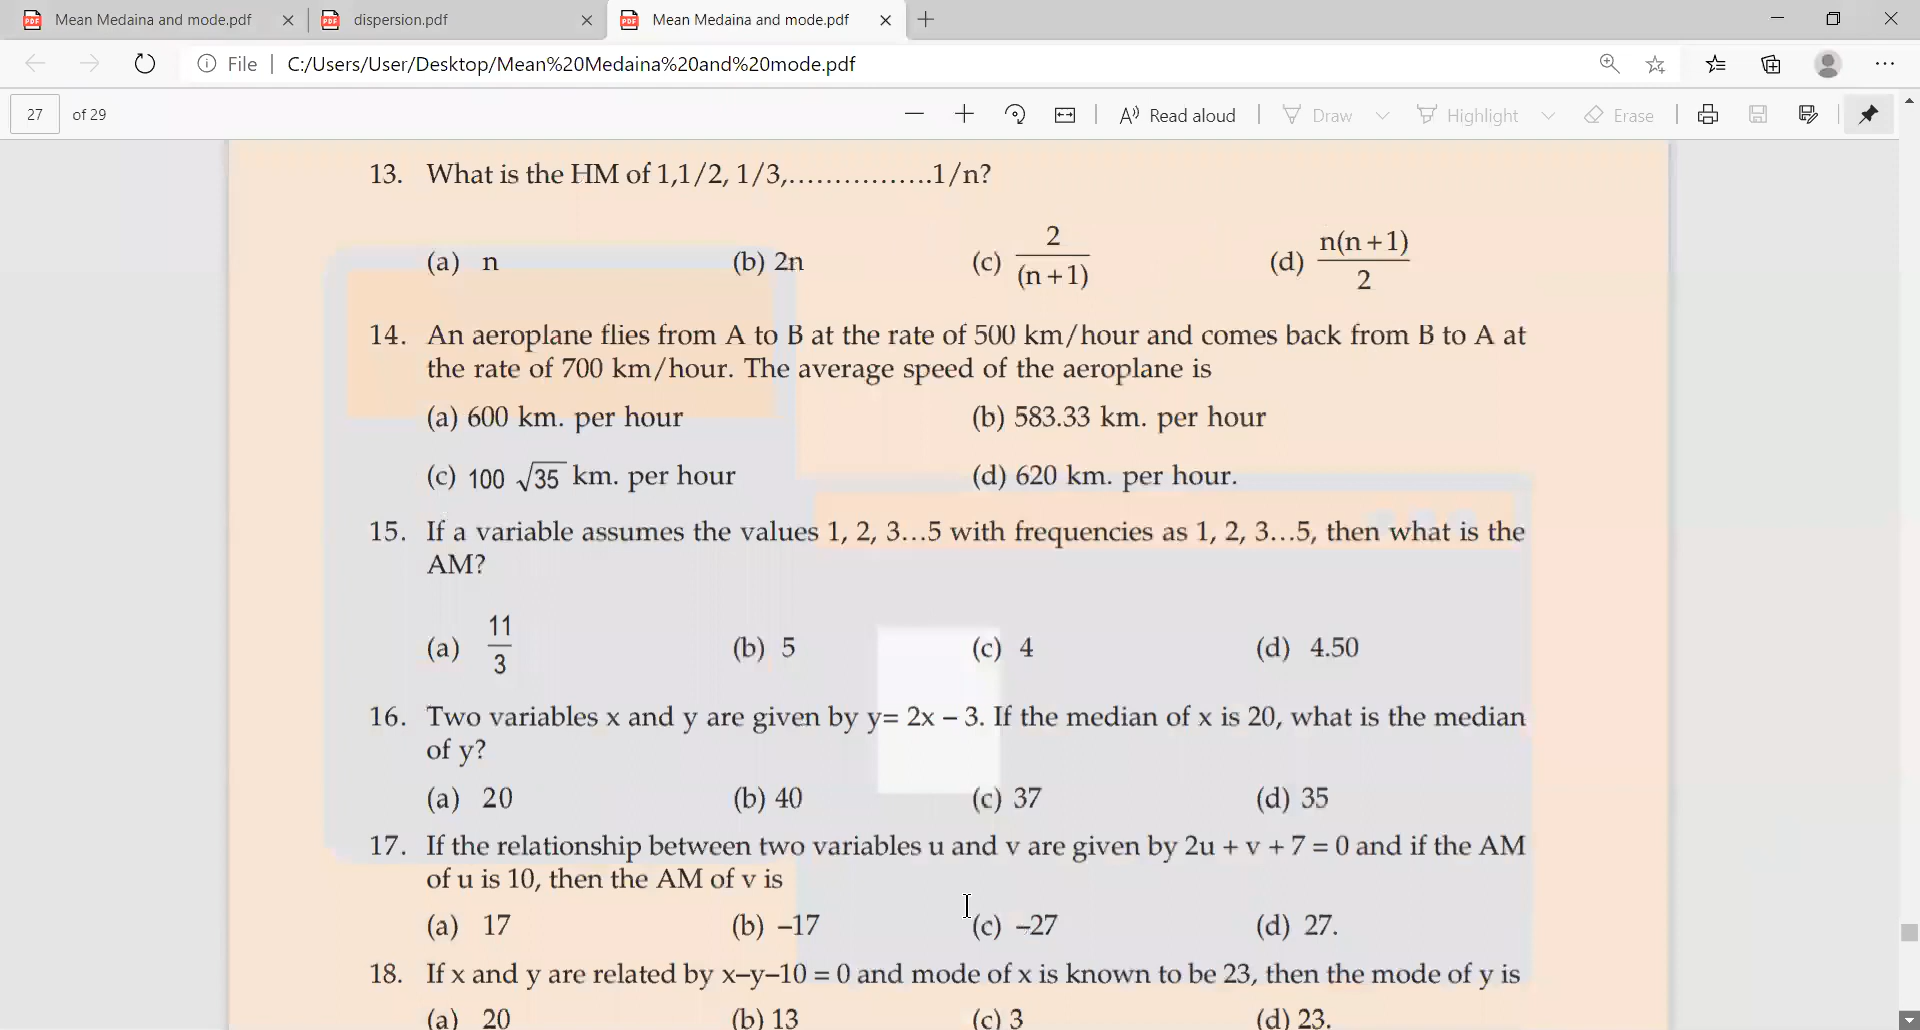 Mean Medaina and mode.pdf
dispersion.pdf
Mean Medaina and mode.pdf
File
C:/Users/User/Desktop/Mean%20Medaina%20and%20mode.pdf
27 of 29
Read aloud
Draw
Highlight
Erase
13. What is the HM of 1,1/2, 1/3,................1/n?
(a) n (b) 2n (c) 2/(n+1) (d) n(n+1)/2
14. An aeroplane flies from A to B at the rate of 500 km/hour and comes back from B to A at
the rate of 700 km/hour. The average speed of the aeroplane is
(a) 600 km. per hour (b) 583.33 km. per hour
(c) 100 √35 km. per hour (d) 620 km. per hour.
15. If a variable assumes the values 1, 2, 3…5 with frequencies as 1, 2, 3…5, then what is the
AM?
(a) 11/3 (b) 5 (c) 4 (d) 4.50
16. Two variables x and y are given by y= 2x – 3. If the median of x is 20, what is the median
of y?
(a) 20 (b) 40 (c) 37 (d) 35
17. If the relationship between two variables u and v are given by 2u + v + 7 = 0 and if the AM
of u is 10, then the AM of v is
(a) 17 (b) –17 (c) –27 (d) 27.
18. If x and y are related by x–y–10 = 0 and mode of x is known to be 23, then the mode of y is
(a) 20 (b) 13 (c) 3 (d) 23.